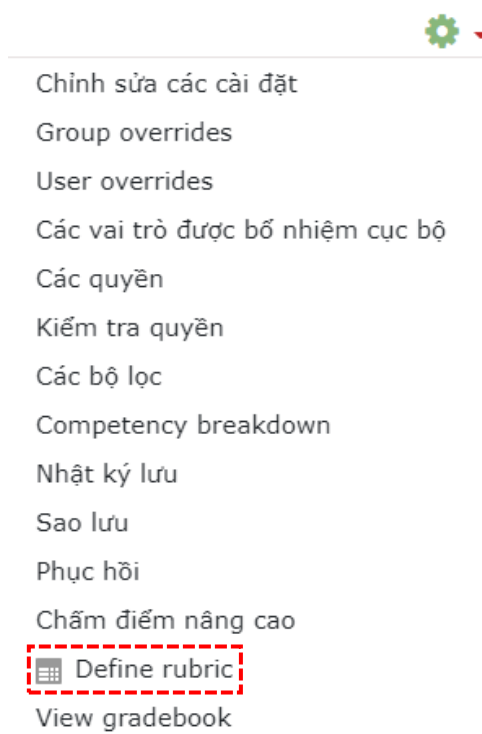 Chỉnh sửa các cài đặt
Group overrides
User overrides
Các vai trò được bổ nhiệm cục bộ
Các quyền
Kiểm tra quyền
Các bộ lọc
Competency breakdown
Nhật ký lưu
Sao lưu
Phục hồi
Chấm điểm nâng cao
Define rubric
View gradebook